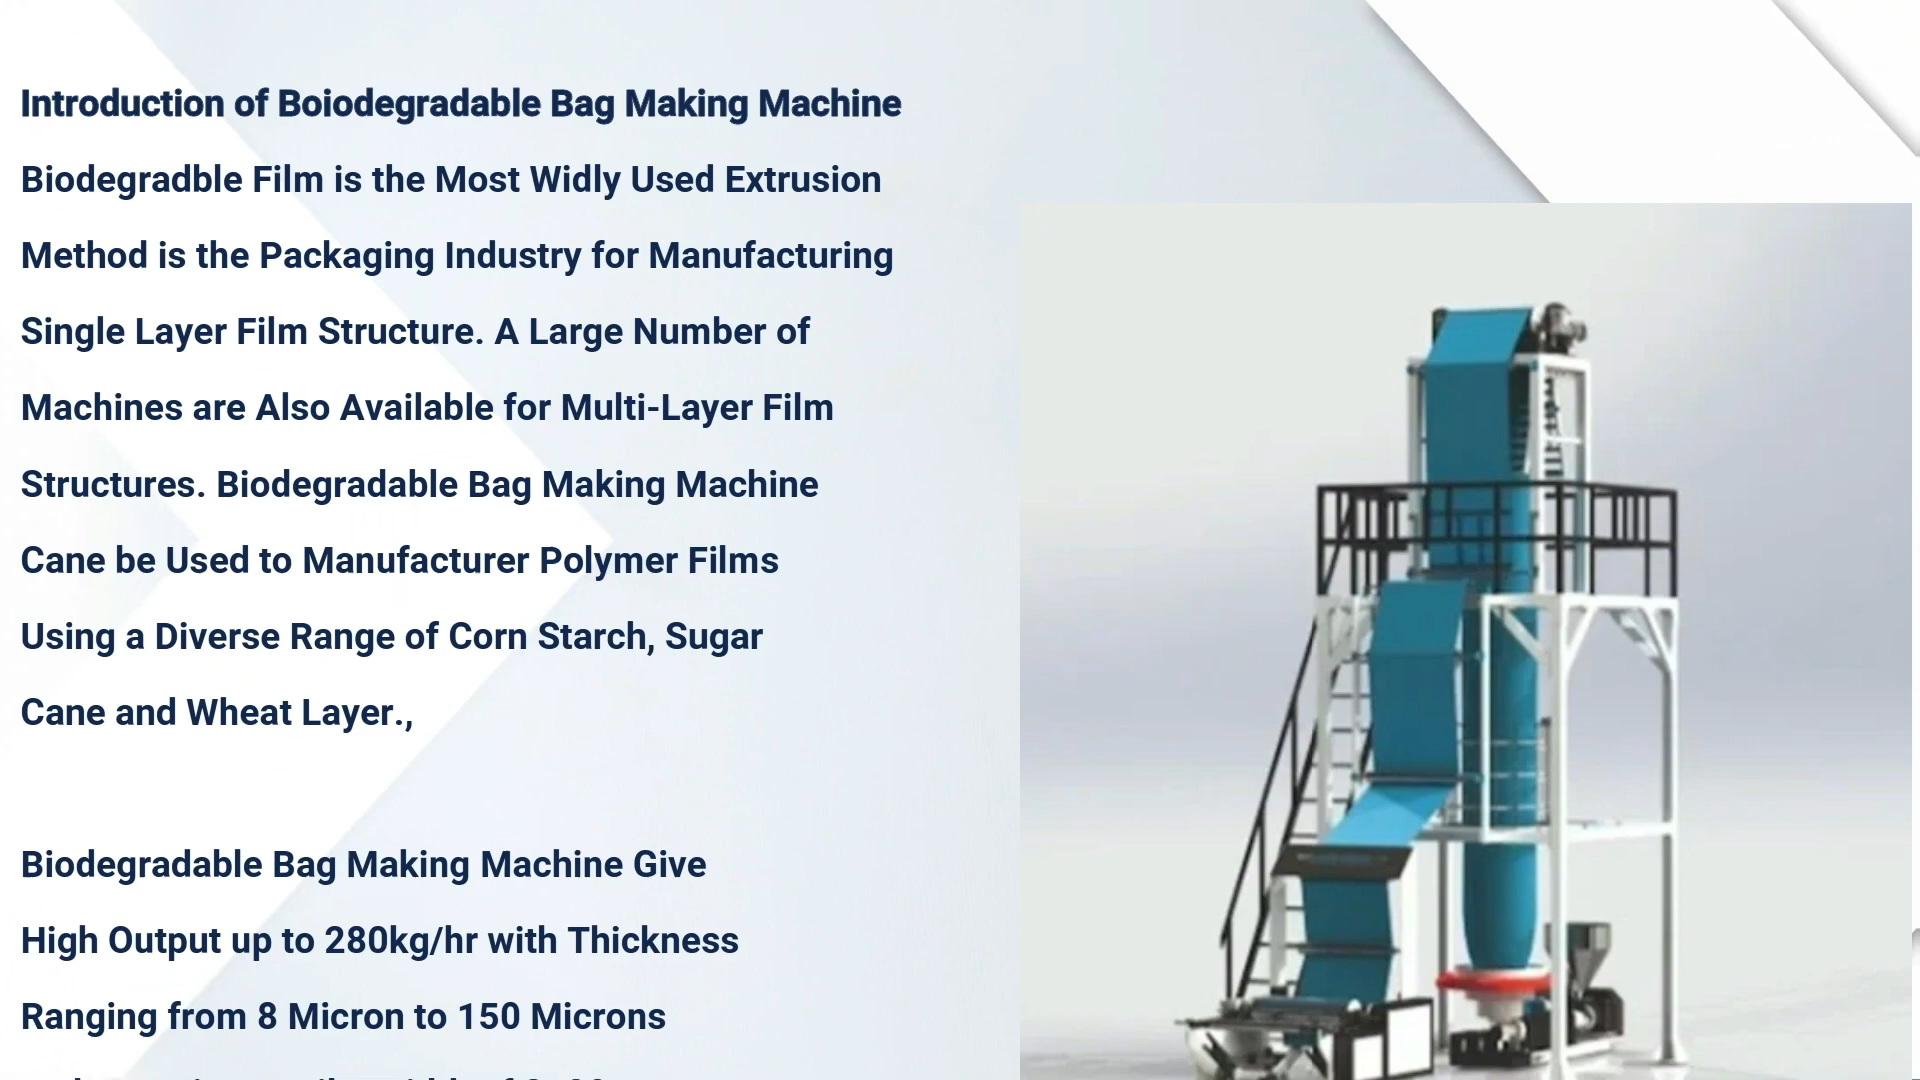 Introduction of Boiodegradable Bag Making Machine
Biodegradble Film is the Most Widly Used Extrusion
Method is the Packaging Industry for Manufacturing
Single Layer Film Structure. A Large Number of
Machines are Also Available for Multi-Layer Film
Structures. Biodegradable Bag Making Machine
Cane be Used to Manufacturer Polymer Films
Using a Diverse Range of Corn Starch, Sugar
Cane and Wheat Layer.,
Biodegradable Bag Making Machine Give
High Output up to 280kg/hr with Thickness
Ranging from 8 Micron to 150 Microns